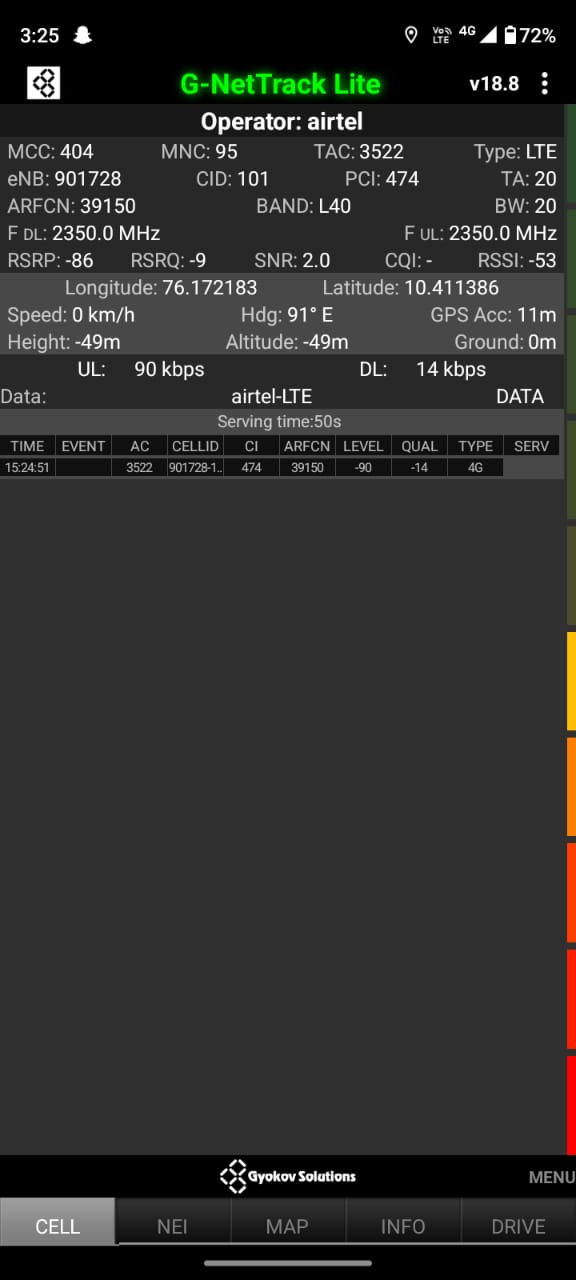 3:25 Vo LTE 4G 72%
G-NetTrack Lite v18.8
Operator: airtel
MCC: 404 MNC: 95 TAC: 3522 Type: LTE
eNB: 901728 CID: 101 PCI: 474 TA: 20
ARFCN: 39150 BAND: L40 BW: 20
F DL: 2350.0 MHz F UL: 2350.0 MHz
RSRP: -86 RSRQ: -9 SNR: 2.0 CQI: - RSSI: -53
Longitude: 76.172183 Latitude: 10.411386
Speed: 0 km/h Hdg: 91° E GPS Acc: 11m
Height: -49m Altitude: -49m Ground: 0m
UL: 90 kbps DL: 14 kbps
Data: airtel-LTE DATA
Serving time:50s
TIME EVENT AC CELLID CI ARFCN LEVEL QUAL TYPE SERV
15:24:51 3522 901728-1.. 474 39150 -90 -14 4G
Gyokov Solutions MENU
CELL NEI MAP INFO DRIVE